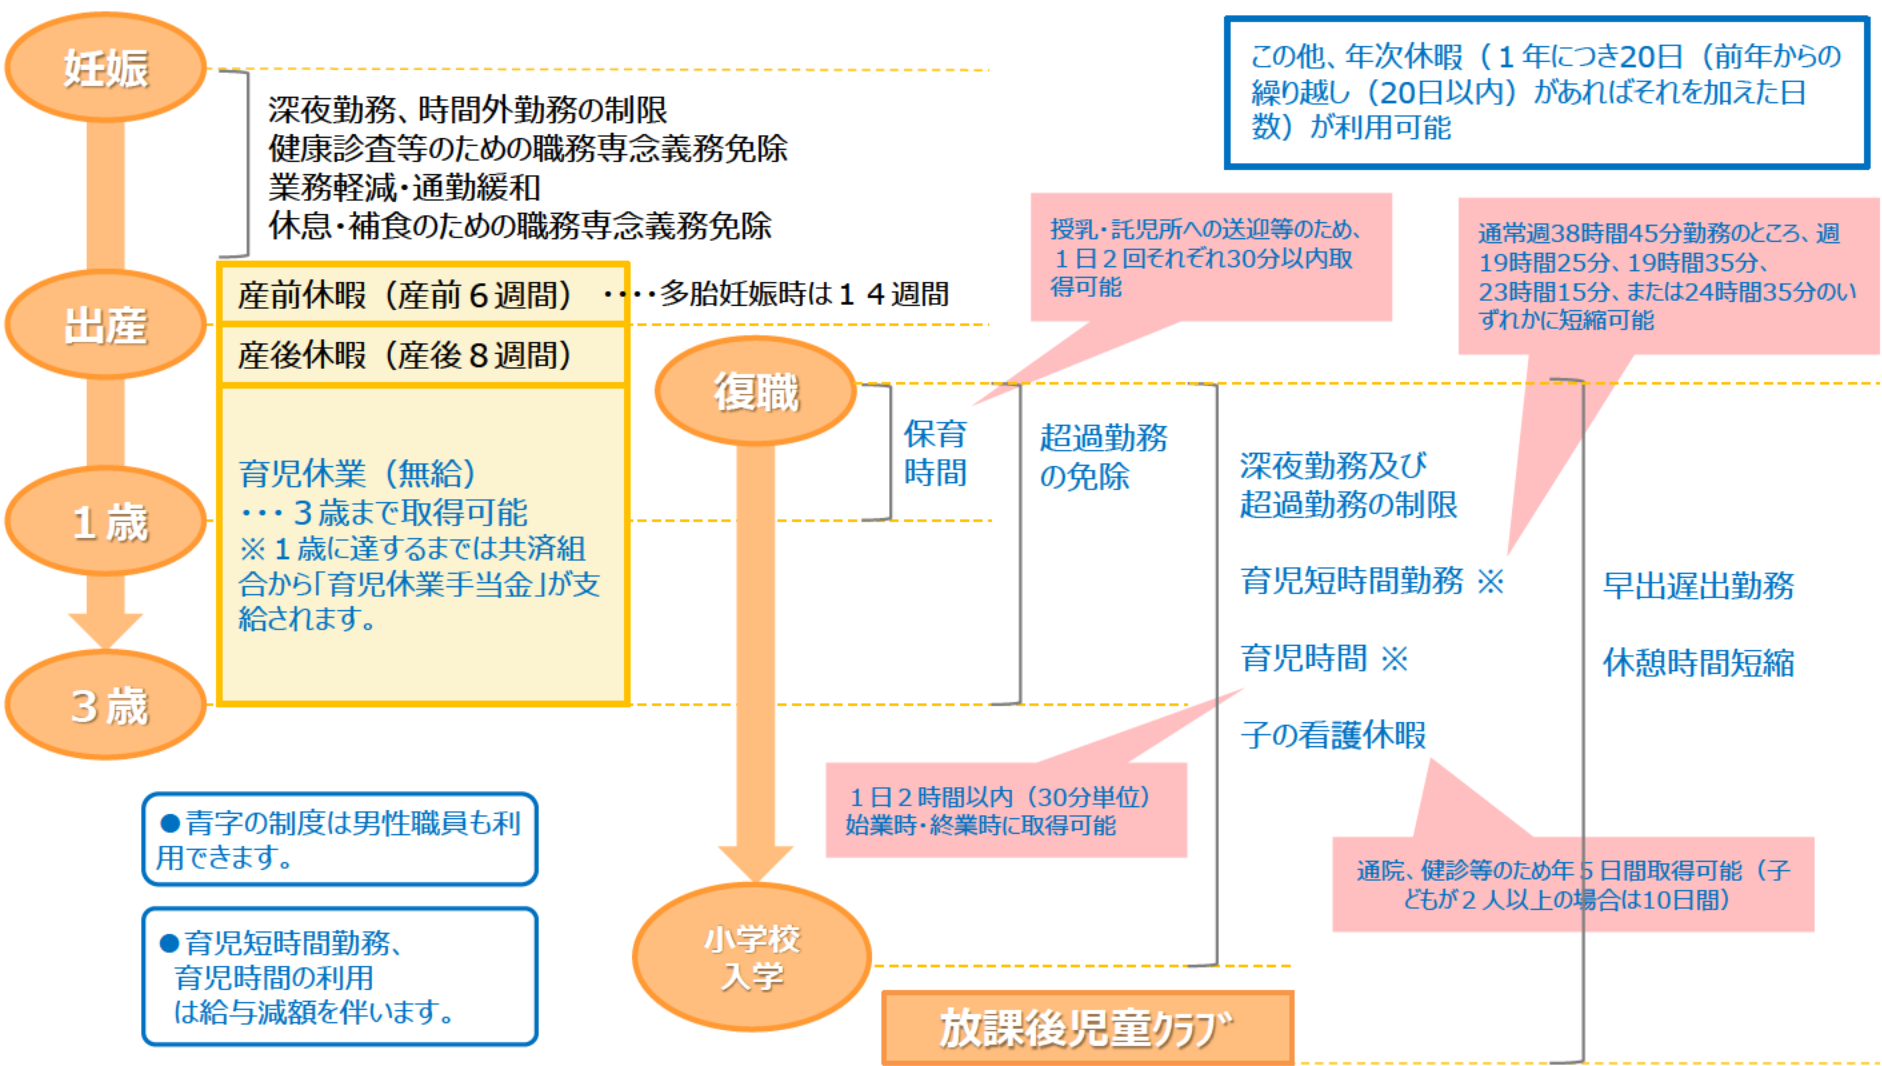 妊娠
深夜勤務、時間外勤務の制限
健康診査等のための職務専念義務免除
業務軽減・通勤緩和
休息・補食のための職務専念義務免除
この他、年次休暇（１年につき20日（前年からの
繰り越し（20日以内）があればそれを加えた日
数）が利用可能
出産
産前休暇（産前６週間）
・・・・多胎妊娠時は１４週間
産後休暇（産後８週間）
育児休業（無給）
・・・３歳まで取得可能
※１歳に達するまでは共済組
合から「育児休業手当金」が支
給されます。
１歳
３歳
復職
授乳・託児所への送迎等のため、
１日２回それぞれ30分以内取
得可能
通常週38時間45分勤務のところ、週
19時間25分、19時間35分、
23時間15分、または24時間35分のい
ずれかに短縮可能
保育
時間
超過勤務
の免除
深夜勤務及び
超過勤務の制限
育児短時間勤務 ※
育児時間 ※
子の看護休暇
早出遅出勤務
休憩時間短縮
１日２時間以内（30分単位）
始業時・終業時に取得可能
通院、健診等のため年５日間取得可能（子
どもが２人以上の場合は10日間）
●青字の制度は男性職員も利
用できます。
●育児短時間勤務、
育児時間の利用
は給与減額を伴います。
小学校
入学
放課後児童ｸﾗﾌﾞ